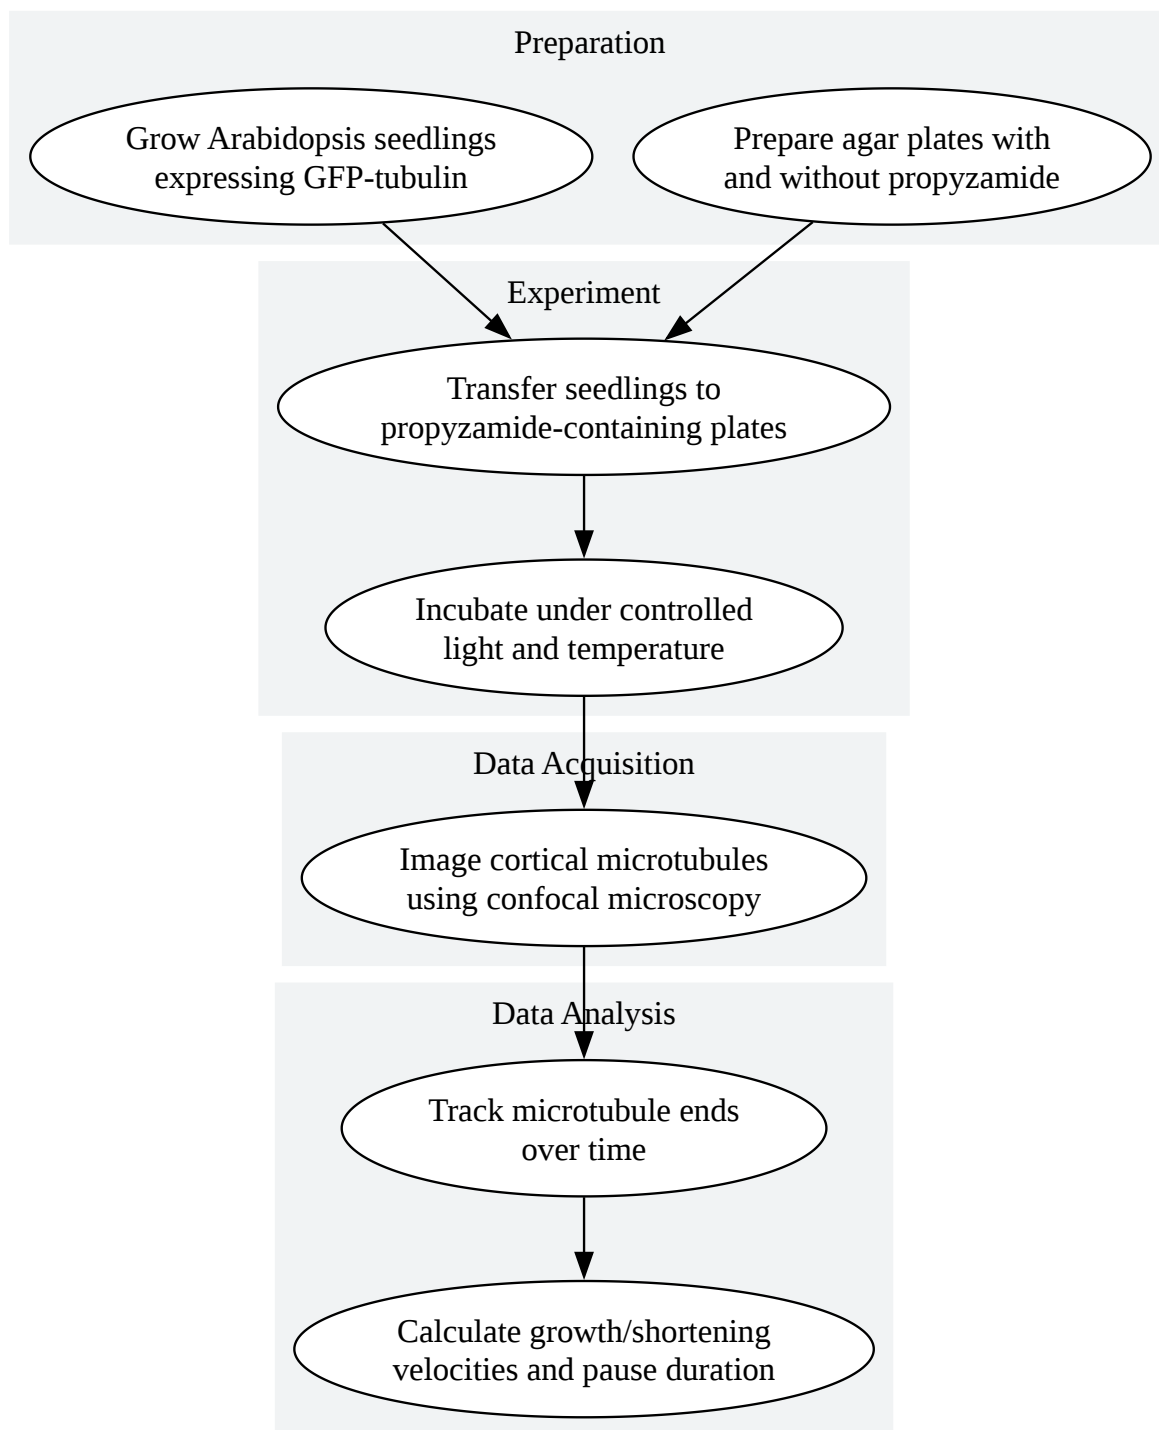 Preparation
Grow Arabidopsis seedlings
expressing GFP-tubulin
Prepare agar plates with
and without propyzamide
Experiment
Transfer seedlings to
propyzamide-containing plates
Incubate under controlled
light and temperature
Data Acquisition
Image cortical microtubules
using confocal microscopy
Data Analysis
Track microtubule ends
over time
Calculate growth/shortening
velocities and pause duration